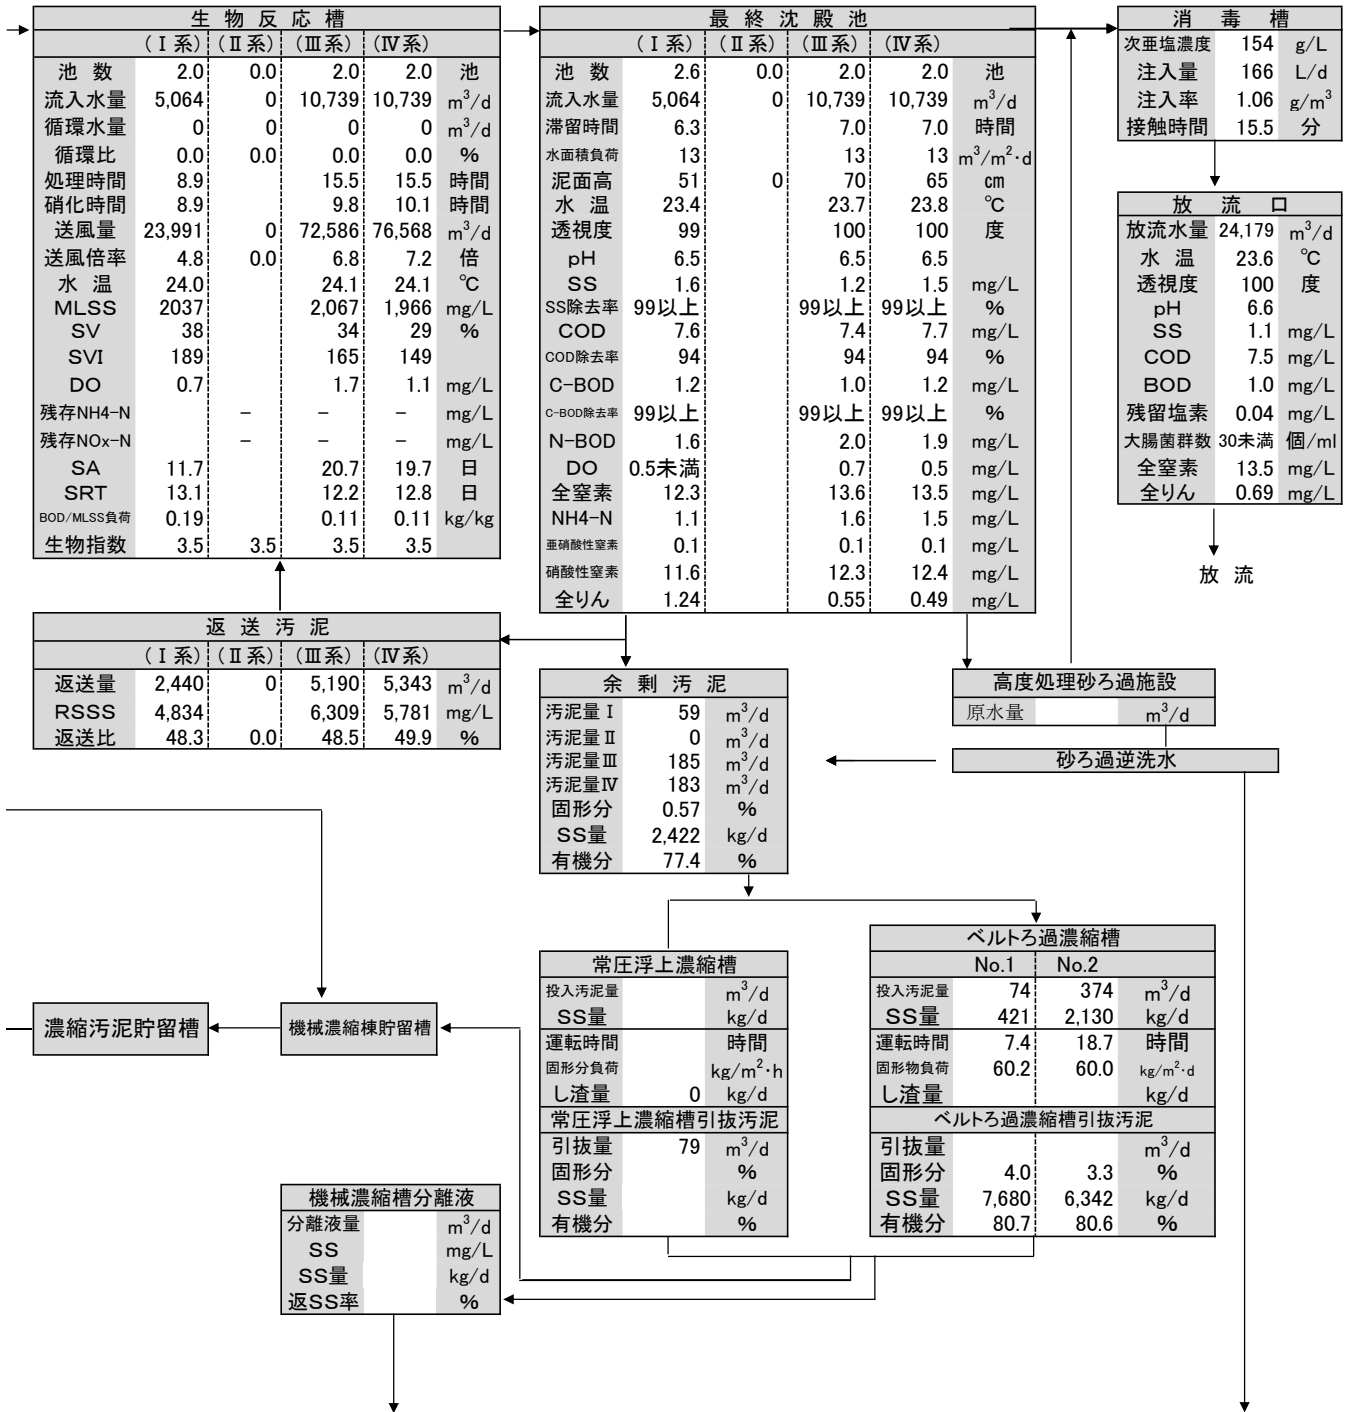 生 物 反 応 槽
(Ⅰ系) (Ⅱ系) (Ⅲ系) (Ⅳ系)
池 数 2.0 0.0 2.0 2.0 池
流入水量 5,064 0 10,739 10,739 m³/d
循環水量 0 0 0 0 m³/d
循環比 0.0 0.0 0.0 0.0 %
処理時間 8.9 15.5 15.5 時間
硝化時間 8.9 9.8 10.1 時間
送風量 23,991 0 72,586 76,568 m³/d
送風倍率 4.8 0.0 6.8 7.2 倍
水 温 24.0 24.1 24.1 ℃
MLSS 2037 2,067 1,966 mg/L
SV 38 34 29 %
SVI 189 165 149
DO 0.7 1.7 1.1 mg/L
残存NH4-N − − − mg/L
残存NOx-N − − − mg/L
SA 11.7 20.7 19.7 日
SRT 13.1 12.2 12.8 日
BOD/MLSS負荷 0.19 0.11 0.11 kg/kg
生物指数 3.5 3.5 3.5 3.5
最 終 沈 殿 池
(Ⅰ系) (Ⅱ系) (Ⅲ系) (Ⅳ系)
池 数 2.6 0.0 2.0 2.0 池
流入水量 5,064 0 10,739 10,739 m³/d
滞留時間 6.3 7.0 7.0 時間
水面積負荷 13 13 13 m³/m²･d
泥面高 51 0 70 65 ㎝
水 温 23.4 23.7 23.8 ℃
透視度 99 100 100 度
pH 6.5 6.5 6.5
SS 1.6 1.2 1.5 mg/L
SS除去率 99以上 99以上 99以上 %
COD 7.6 7.4 7.7 mg/L
COD除去率 94 94 94 %
C-BOD 1.2 1.0 1.2 mg/L
C-BOD除去率 99以上 99以上 99以上 %
N-BOD 1.6 2.0 1.9 mg/L
DO 0.5未満 0.7 0.5 mg/L
全窒素 12.3 13.6 13.5 mg/L
NH4-N 1.1 1.6 1.5 mg/L
亜硝酸性窒素 0.1 0.1 0.1 mg/L
硝酸性窒素 11.6 12.3 12.4 mg/L
全りん 1.24 0.55 0.49 mg/L
消 毒 槽
次亜塩濃度 154 g/L
注入量 166 L/d
注入率 1.06 g/m³
接触時間 15.5 分
放 流 口
放流水量 24,179 m³/d
水 温 23.6 ℃
透視度 100 度
pH 6.6
SS 1.1 mg/L
COD 7.5 mg/L
BOD 1.0 mg/L
残留塩素 0.04 mg/L
大腸菌群数 30未満 個/ml
全窒素 13.5 mg/L
全りん 0.69 mg/L
放 流
返 送 汚 泥
(Ⅰ系) (Ⅱ系) (Ⅲ系) (Ⅳ系)
返送量 2,440 0 5,190 5,343 m³/d
RSSS 4,834 6,309 5,781 mg/L
返送比 48.3 0.0 48.5 49.9 %
余 剰 汚 泥
汚泥量Ⅰ 59 m³/d
汚泥量Ⅱ 0 m³/d
汚泥量Ⅲ 185 m³/d
汚泥量Ⅳ 183 m³/d
固形分 0.57 %
SS量 2,422 kg/d
有機分 77.4 %
高度処理砂ろ過施設
原水量 m³/d
砂ろ過逆洗水
濃縮汚泥貯留槽
機械濃縮棟貯留槽
常圧浮上濃縮槽
投入汚泥量 m³/d
SS量 kg/d
運転時間 時間
固形分負荷 kg/m²･h
し渣量 0 kg/d
常圧浮上濃縮槽引抜汚泥
引抜量 79 m³/d
固形分 %
SS量 kg/d
有機分 %
ベルトろ過濃縮槽
No.1 No.2
投入汚泥量 74 374 m³/d
SS量 421 2,130 kg/d
運転時間 7.4 18.7 時間
固形物負荷 60.2 60.0 kg/m²･d
し渣量 kg/d
ベルトろ過濃縮槽引抜汚泥
引抜量 m³/d
固形分 4.0 3.3 %
SS量 7,680 6,342 kg/d
有機分 80.7 80.6 %
機械濃縮槽分離液
分離液量 m³/d
SS mg/L
SS量 kg/d
返SS率 %